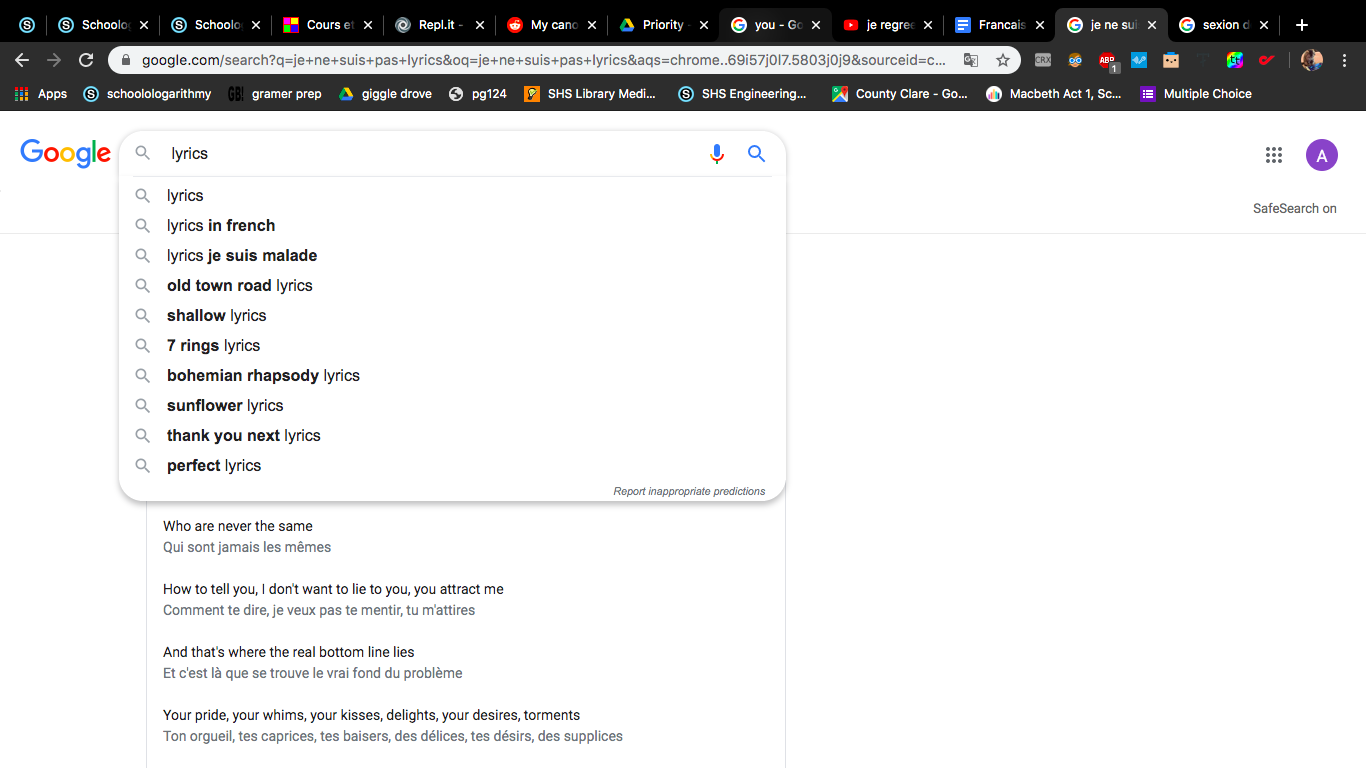 Schoolo
Schoolo
Cours et
Repl.it -
My cano
Priority -
you - Go
je regre
Francais
je ne sui
sexion d
google.com/search?q=je+ne+suis+pas+lyrics&oq=je+ne+suis+pas+lyrics&aqs=chrome..69i57j0l7.5803j0j9&sourceid=c...
CRX
ABP
1
Apps
schoolologarithmy
GB!
gramer prep
giggle drove
pg124
SHS Library Medi...
SHS Engineering...
County Clare - Go...
Macbeth Act 1, Sc...
Multiple Choice
Google
lyrics
A
SafeSearch on
lyrics
lyrics in french
lyrics je suis malade
old town road lyrics
shallow lyrics
7 rings lyrics
bohemian rhapsody lyrics
sunflower lyrics
thank you next lyrics
perfect lyrics
Report inappropriate predictions
Who are never the same
Qui sont jamais les mêmes
How to tell you, I don't want to lie to you, you attract me
Comment te dire, je veux pas te mentir, tu m'attires
And that's where the real bottom line lies
Et c'est là que se trouve le vrai fond du problème
Your pride, your whims, your kisses, delights, your desires, torments
Ton orgueil, tes caprices, tes baisers, des délices, tes désirs, des supplices